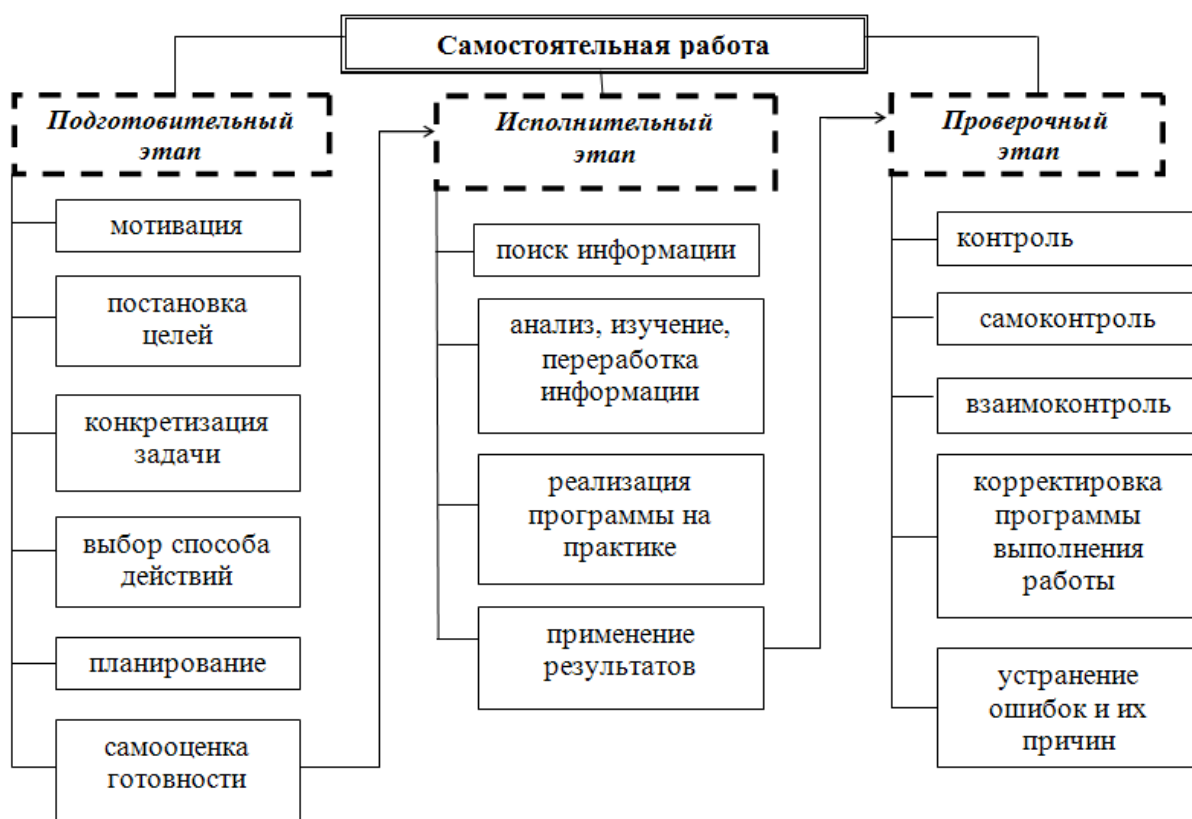 Самостоятельная работа
Подготовительный
этап
мотивация
постановка
целей
конкретизация
задачи
выбор способа
действий
планирование
самооценка
готовности
Исполнительный
этап
поиск информации
анализ, изучение,
переработка
информации
реализация
программы на
практике
применение
результатов
Проверочный
этап
контроль
самоконтроль
взаимоконтроль
корректировка
программы
выполнения
работы
устранение
ошибок и их
причин